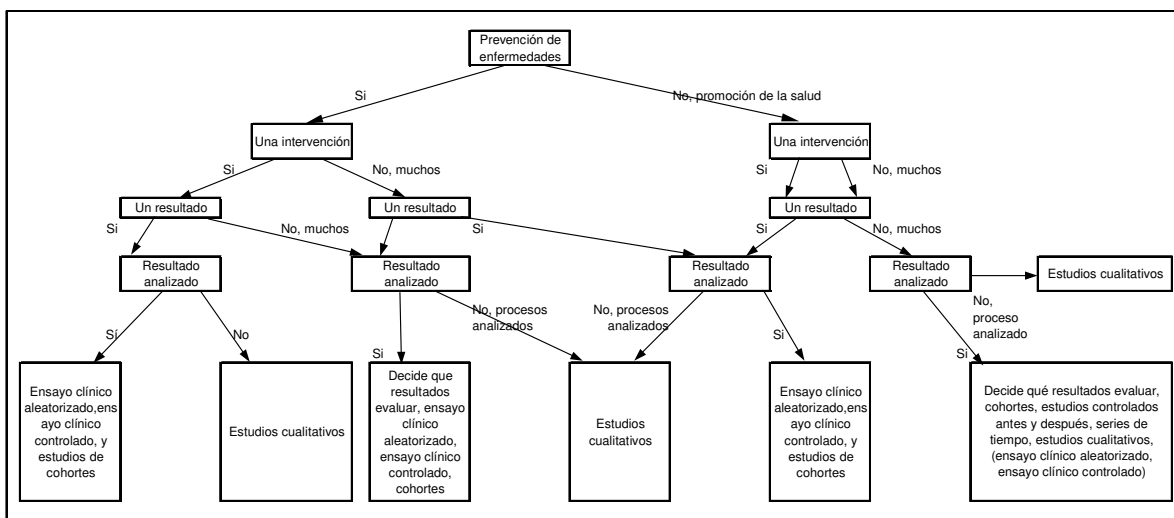 Prevención de
enfermedades
Si
No, promoción de la salud
Una intervención
Una intervención
Si
No, muchos
Si
No, muchos
Un resultado
Un resultado
Un resultado
Si
No, muchos
Si
Si
No, muchos
Resultado
analizado
Resultado
analizado
Resultado
analizado
Resultado
analizado
Estudios cualitativos
Sí
No
Si
No, procesos
analizados
No, procesos
analizados
Si
No,
proceso
analizado
Si
Ensayo clínico
aleatorizado,ens
ayo clínico
controlado, y
estudios de
cohortes
Estudios cualitativos
Decide que
resultados
evaluar, ensayo
clínico
aleatorizado,
ensayo clínico
controlado,
cohortes
Estudios
cualitativos
Ensayo clínico
aleatorizado,ens
ayo clínico
controlado, y
estudios de
cohortes
Decide qué resultados evaluar,
cohortes, estudios controlados
antes y después, series de
tiempo, estudios cualitativos,
(ensayo clínico aleatorizado,
ensayo clínico controlado)